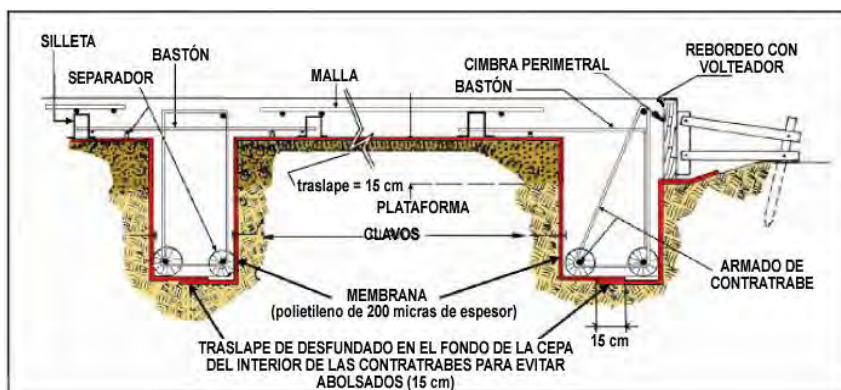 SILLETA
BASTÓN
SEPARADOR
MALLA
CIMBRA PERIMETRAL
BASTÓN
REBORDEO CON
VOLTEADOR
traslape = 15 cm
PLATAFORMA
CLAVOS
MEMBRANA
(polietileno de 200 micras de espesor)
ARMADO DE
CONTRATRABE
15 cm
TRASLAPE DE DESFUNDADO EN EL FONDO DE LA CEPA
DEL INTERIOR DE LAS CONTRATRABES PARA EVITAR
ABOLSADOS (15 cm)